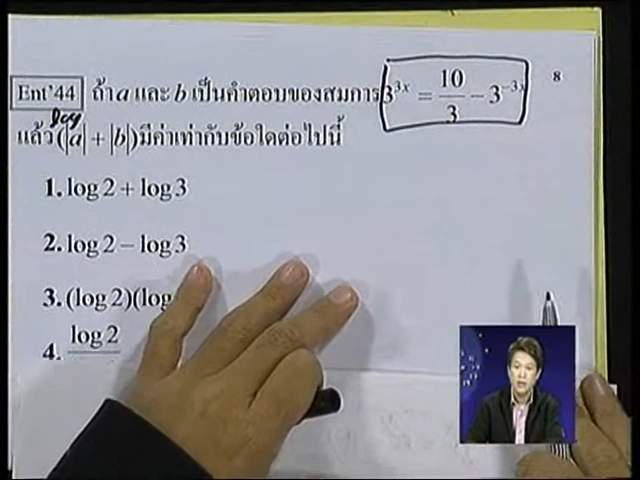 8
Ent'44 ถ้า a และ b เป็นคำตอบของสมการ 3^{3x} = \frac{10}{3} - 3^{-3x}
แล้ว log(|a| + |b|) มีค่าเท่ากับข้อใดต่อไปนี้
1. log 2 + log 3
2. log 2 − log 3
3. (log 2)(log
4. log 2